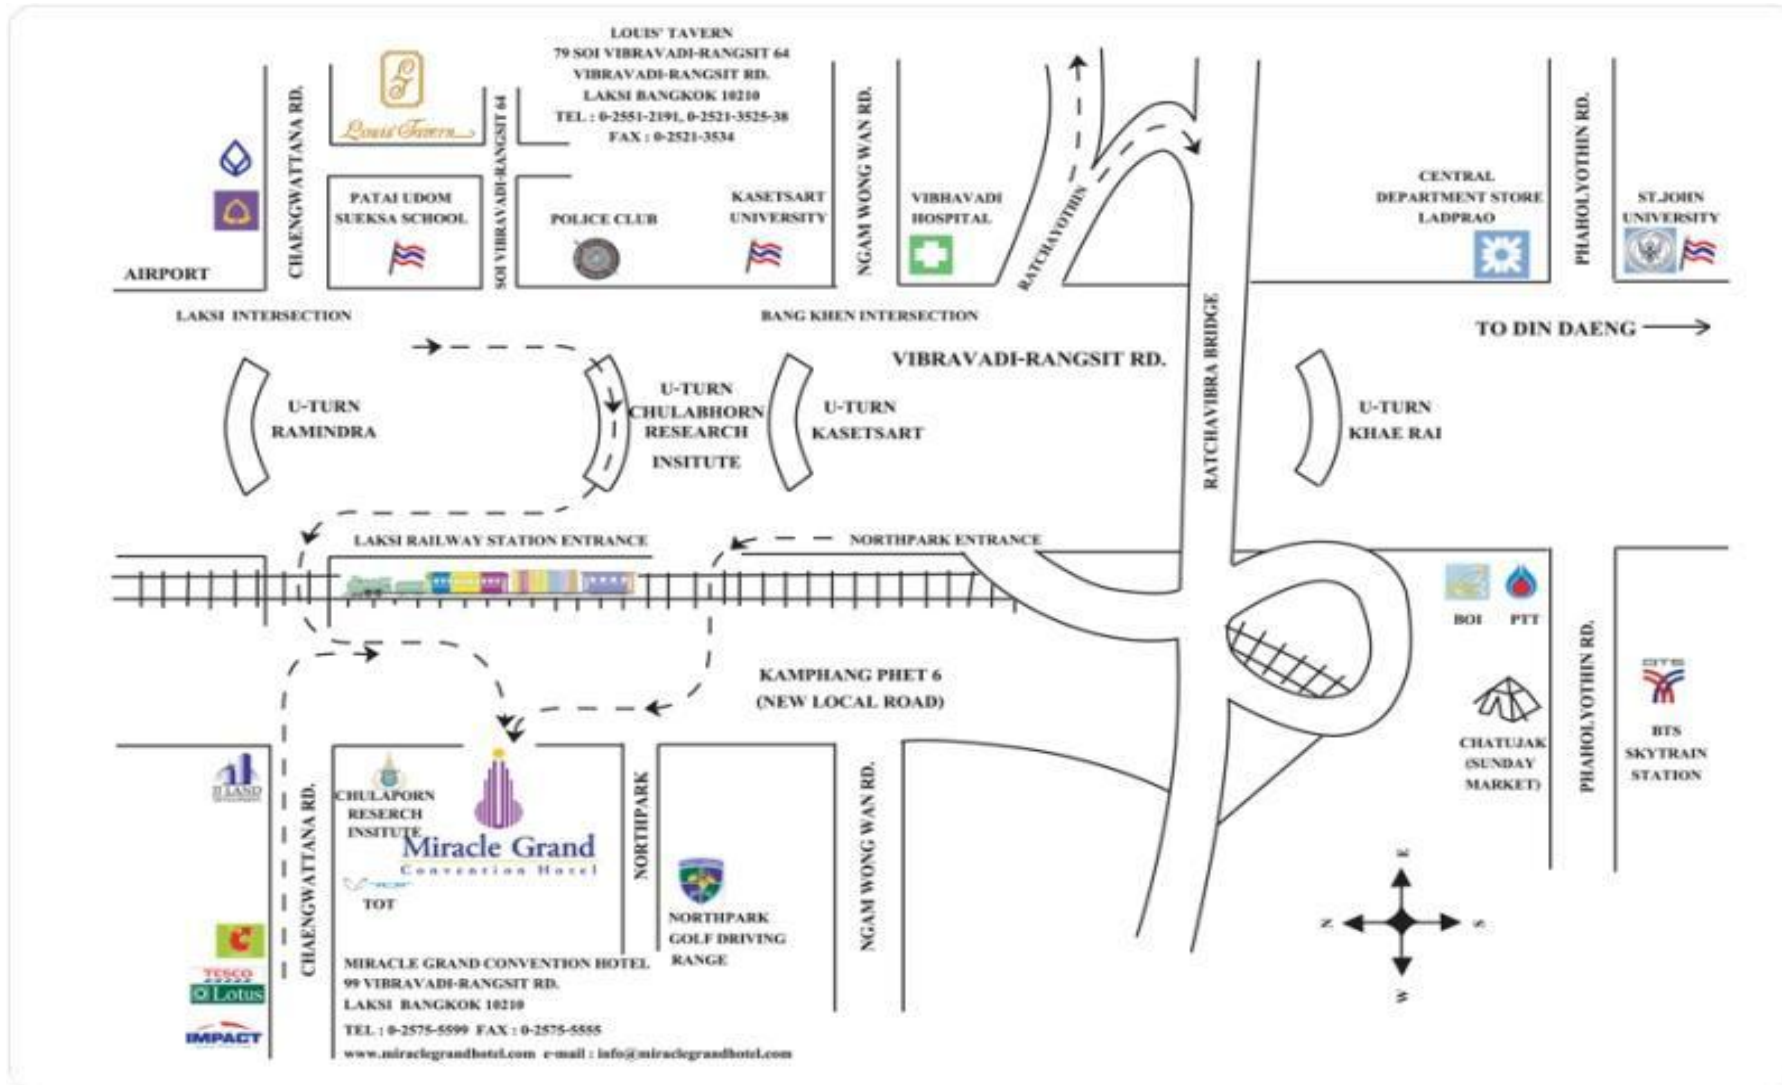 LOUIS' TAVERN
79 SOI VIBRAVADI-RANGSIT 64
VIBRAVADI-RANGSIT RD.
LAKSI BANGKOK 10210
TEL : 0-2551-2191, 0-2521-3525-38
FAX : 0-2521-3534
CHAENGWATTANA RD.
Louis' Tavern
SOI VIBRAVADI-RANGSIT 64
NGAM WONG WAN RD.
PHAHOLYOTHIN RD.
PATAI UDOM
SUEKSA SCHOOL
POLICE CLUB
KASETSART
UNIVERSITY
VIBHAVADI
HOSPITAL
RATCHAYOTHIN
CENTRAL
DEPARTMENT STORE
LADPRAO
ST.JOHN
UNIVERSITY
AIRPORT
LAKSI INTERSECTION
BANG KHEN INTERSECTION
TO DIN DAENG
VIBRAVADI-RANGSIT RD.
RATCHAVIBRA BRIDGE
U-TURN
RAMINDRA
U-TURN
CHULABHORN
RESEARCH
INSITUTE
U-TURN
KASETSART
U-TURN
KHAE RAI
LAKSI RAILWAY STATION ENTRANCE
NORTHPARK ENTRANCE
BOI
PTT
KAMPHANG PHET 6
(NEW LOCAL ROAD)
PHAHOLYOTHIN RD.
BTS
BTS
SKYTRAIN
STATION
CHATUJAK
(SUNDAY
MARKET)
LAND
CHAENGWATTANA RD.
CHULAPORN
RESERCH
INSITUTE
Miracle Grand
Convention Hotel
TOT
NORTHPARK
NGAM WONG WAN RD.
NORTHPARK
GOLF DRIVING
RANGE
E
N
S
W
TESCO
Lotus
IMPACT
MIRACLE GRAND CONVENTION HOTEL
99 VIBRAVADI-RANGSIT RD.
LAKSI BANGKOK 10210
TEL : 0-2575-5599 FAX : 0-2575-5555
www.miraclegrandhotel.com e-mail : info@miraclegrandhotel.com